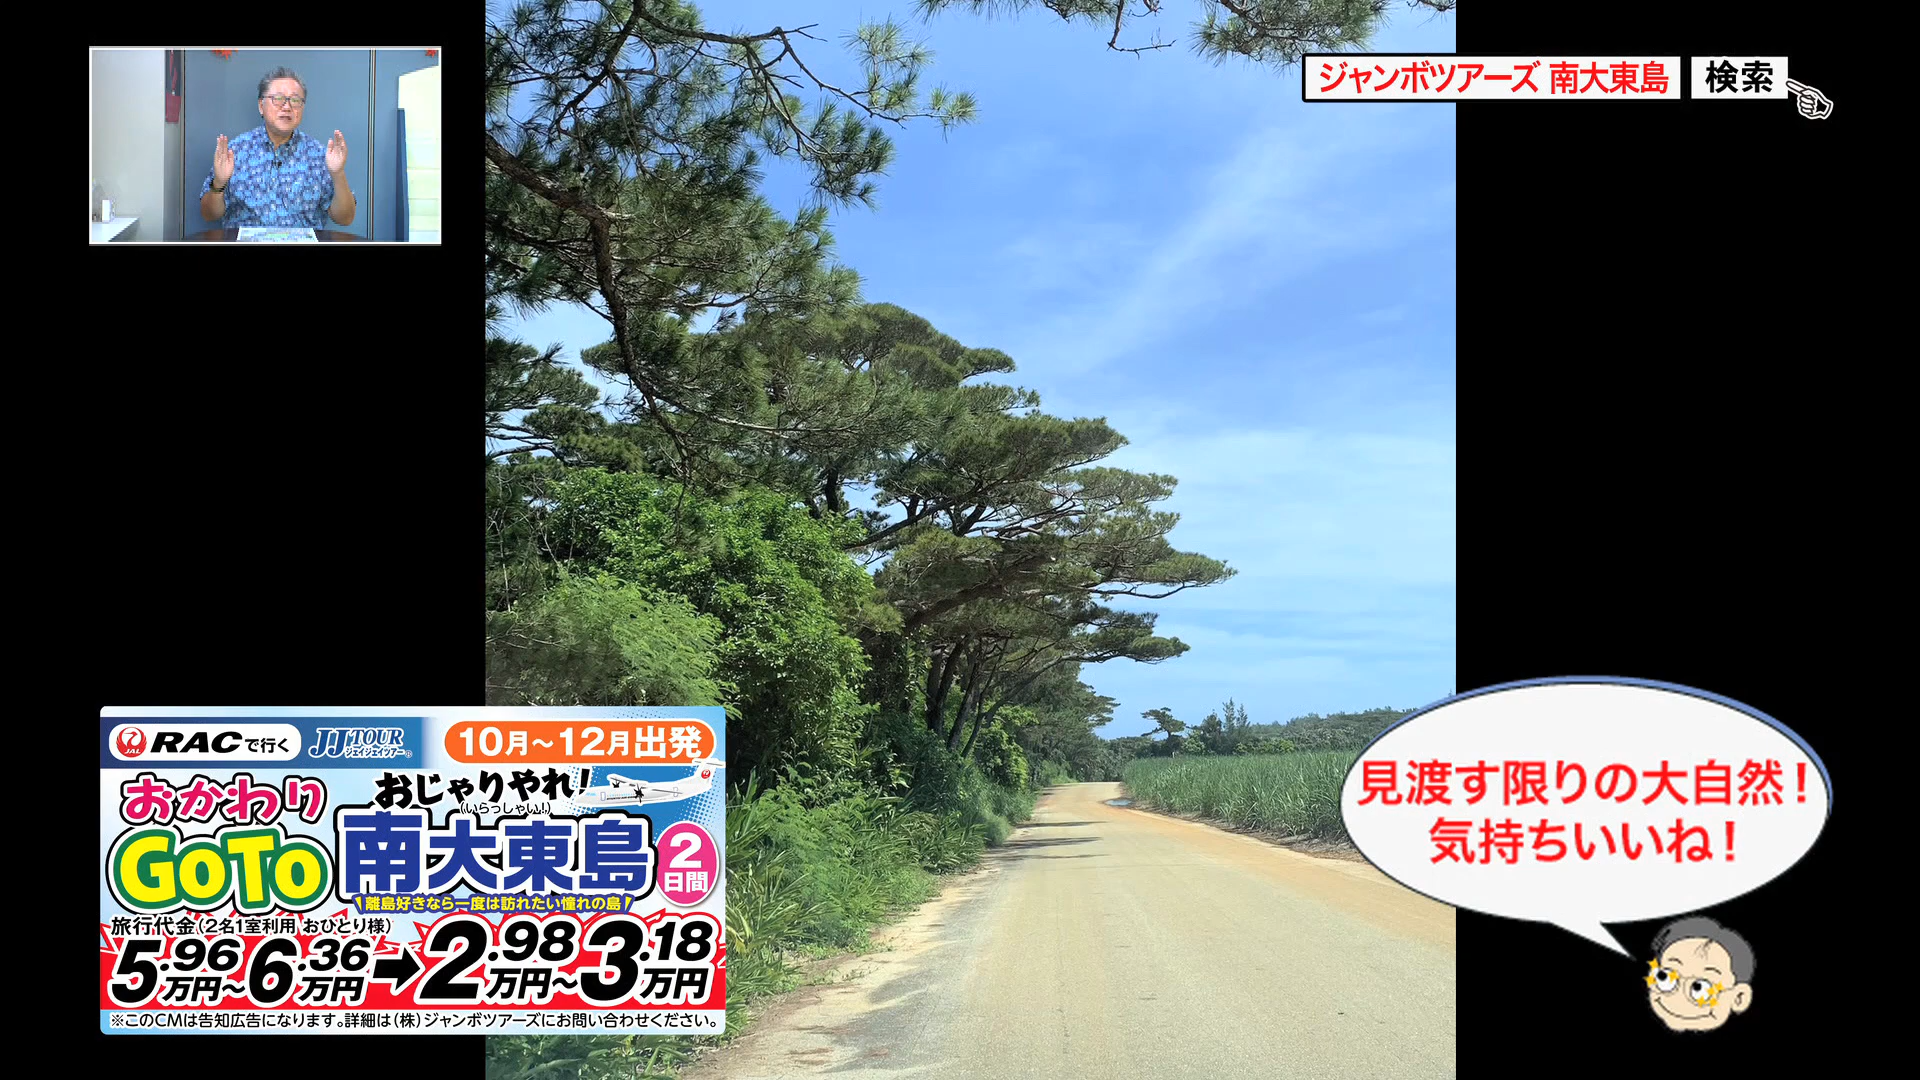 ジャンボツアーズ 南大東島 検索
JAL RACで行く JJTOUR ジェイジェイツアー® 10月～12月出発
おかわり GoTo
おじゃりやれ!
(いらっしゃい!)
南大東島 2日間
離島好きなら一度は訪れたい憧れの島
旅行代金(2名1室利用 おひとり様)
5.96万円～6.36万円➡2.98万円～3.18万円
※このCMは告知広告になります。詳細は(株)ジャンボツアーズにお問い合わせください。
見渡す限りの大自然!
気持ちいいね!